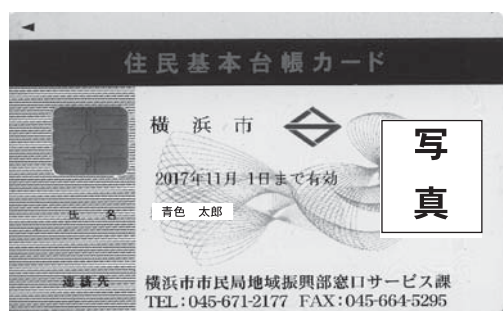 住民基本台帳カード
横浜市
2017年11月 1日まで有効
氏名 青色 太郎
写真
連絡先 横浜市市民局地域振興部窓口サービス課
TEL:045-671-2177 FAX:045-664-5295